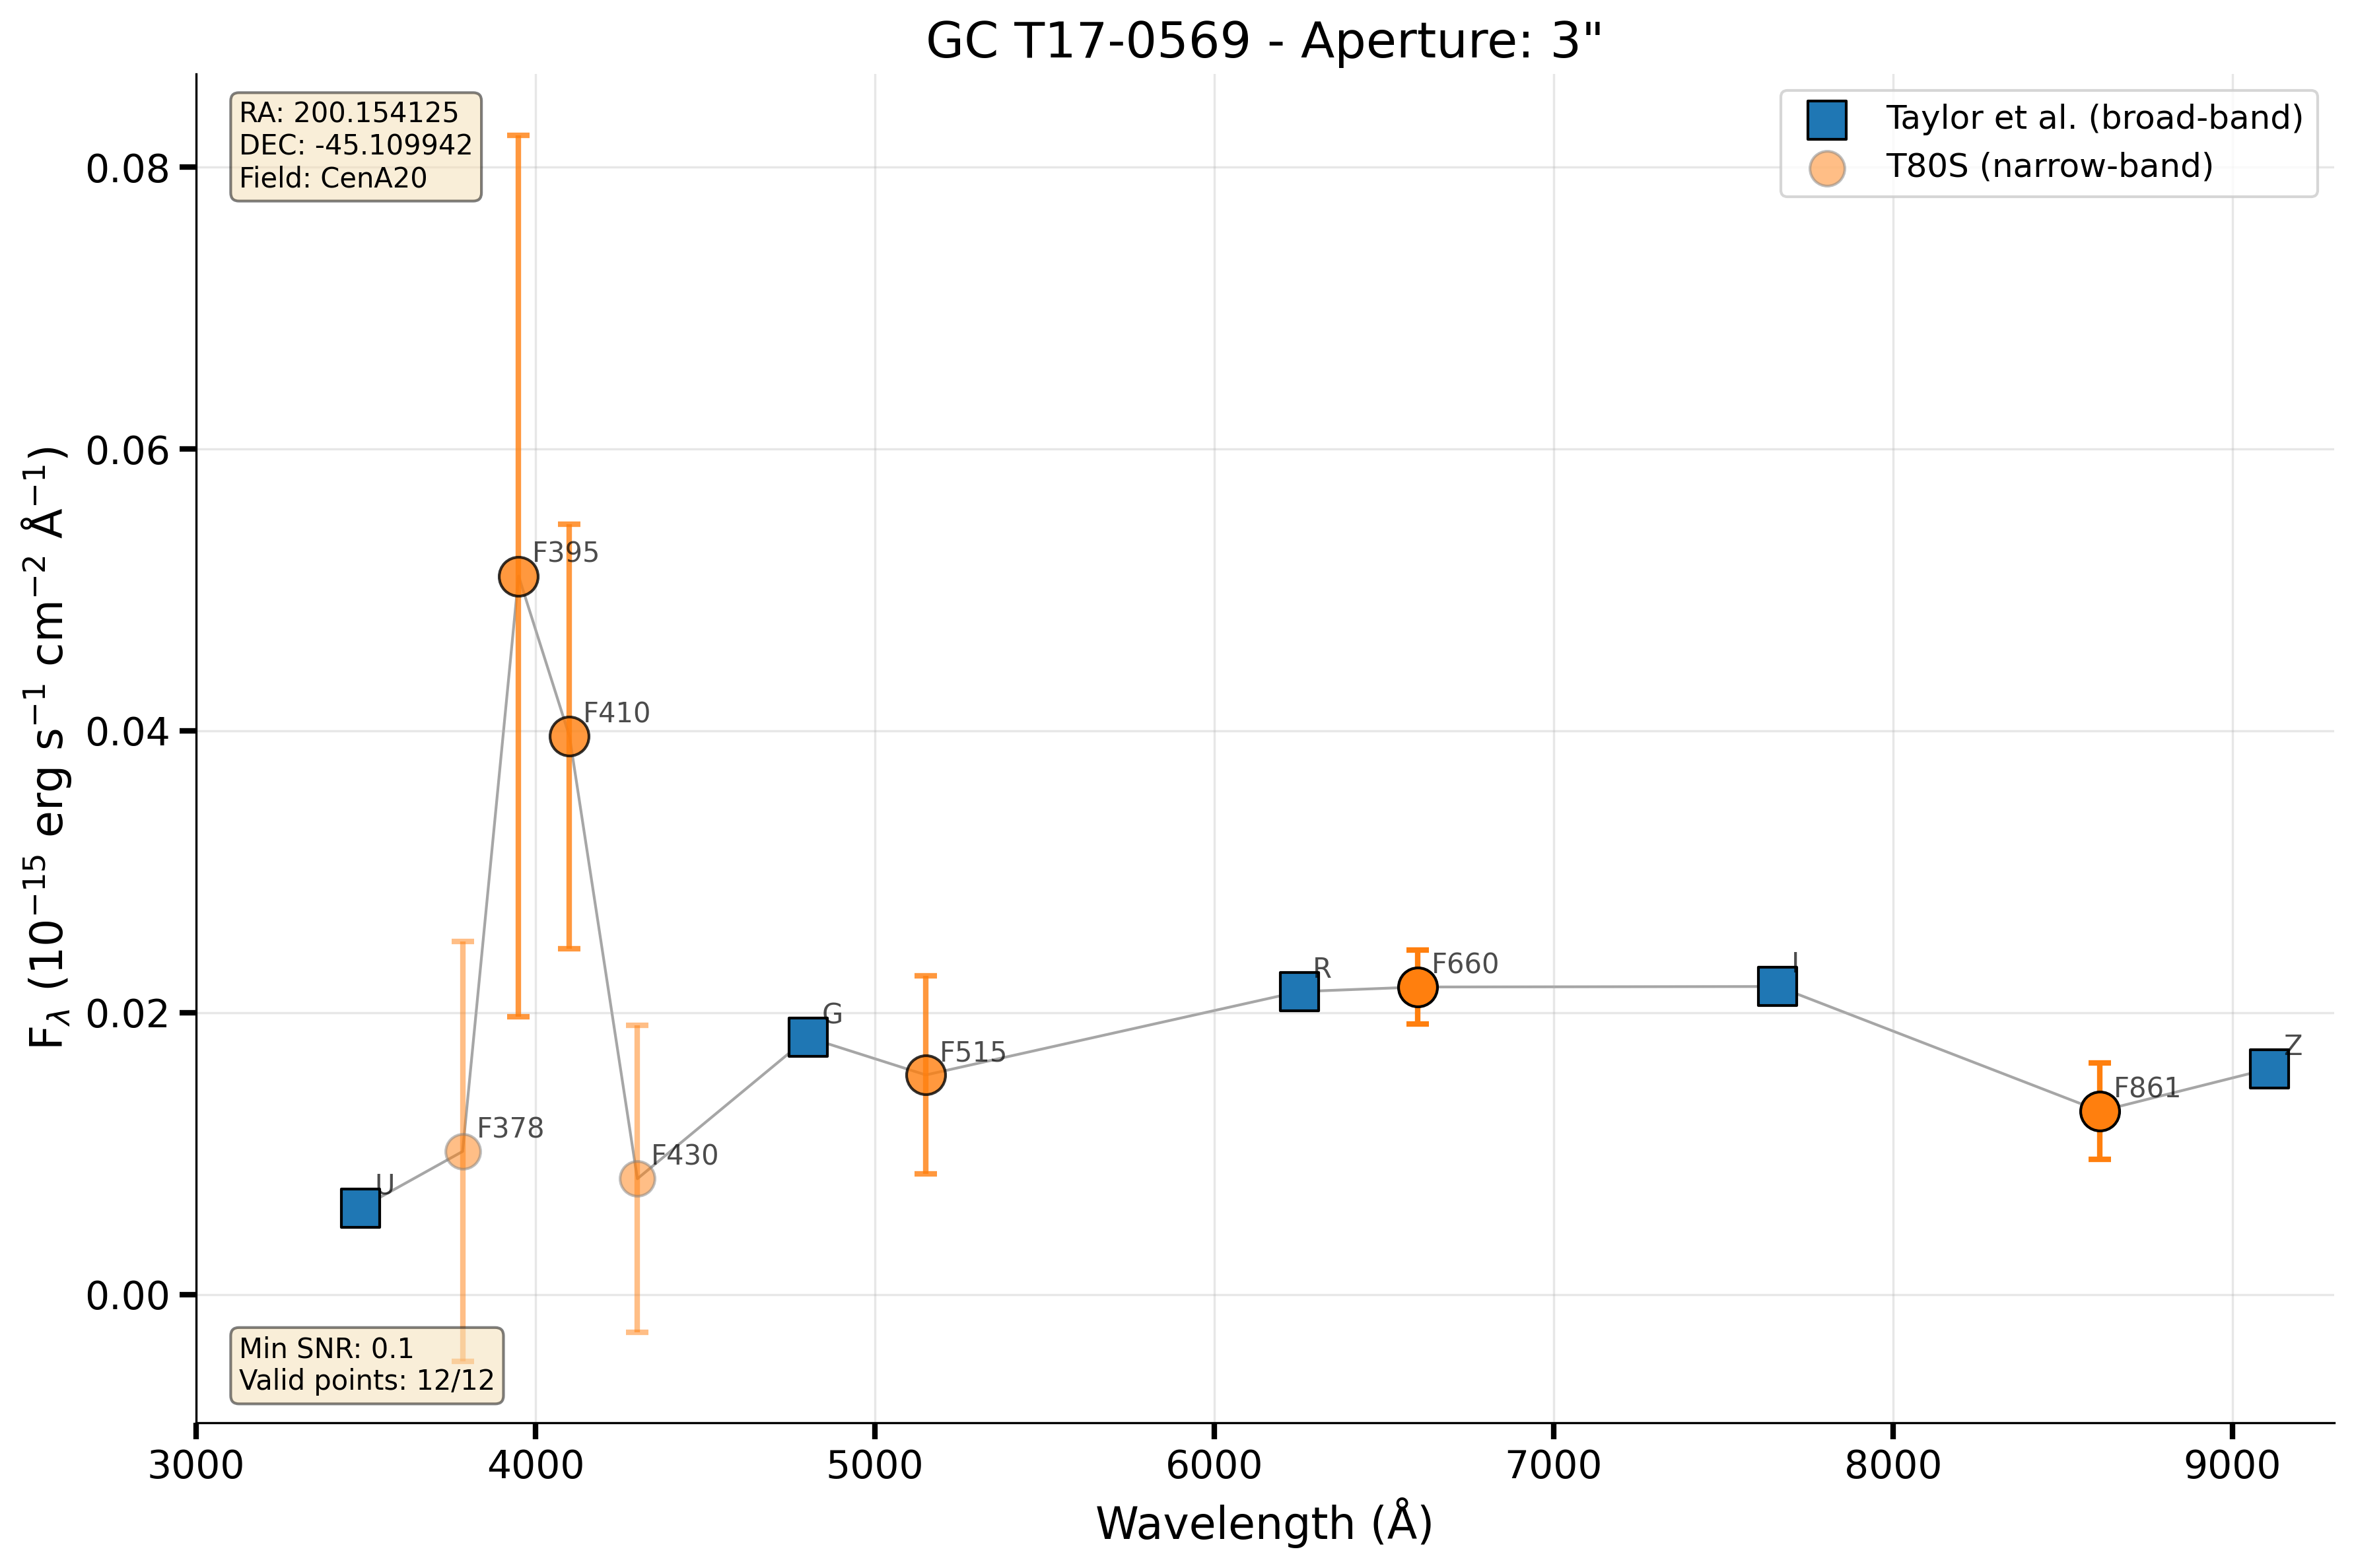 GC T17-0569 - Aperture: 3"
RA: 200.154125
DEC: -45.109942
Field: CenA20
Taylor et al. (broad-band)
T80S (narrow-band)
0.08
0.06
0.04
0.02
0.00
F$_λ$ (10⁻¹⁵ erg s⁻¹ cm⁻² Å⁻¹)
F395
F410
F378
F430
U
G
F515
R
F660
I
F861
Z
Min SNR: 0.1
Valid points: 12/12
3000 4000 5000 6000 7000 8000 9000
Wavelength (Å)